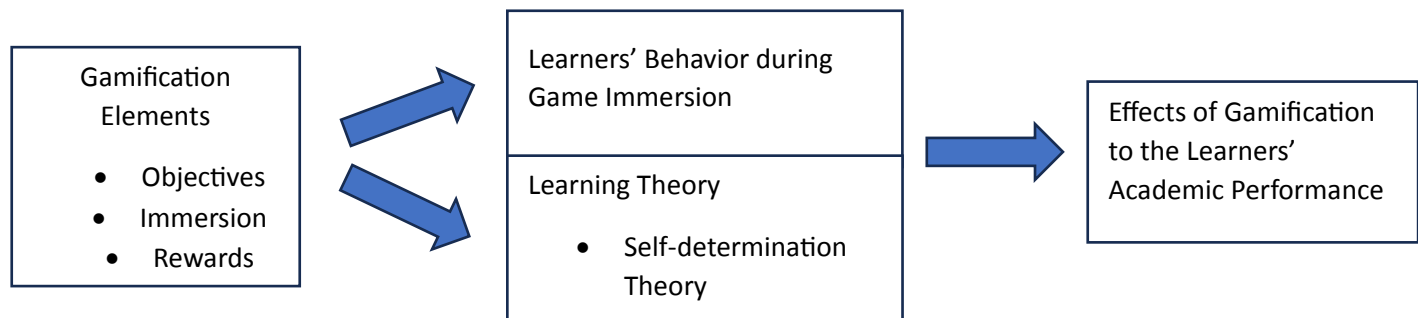 Gamification
Elements
• Objectives
• Immersion
• Rewards
Learners’ Behavior during
Game Immersion
Learning Theory
• Self-determination
Theory
Effects of Gamification
to the Learners’
Academic Performance